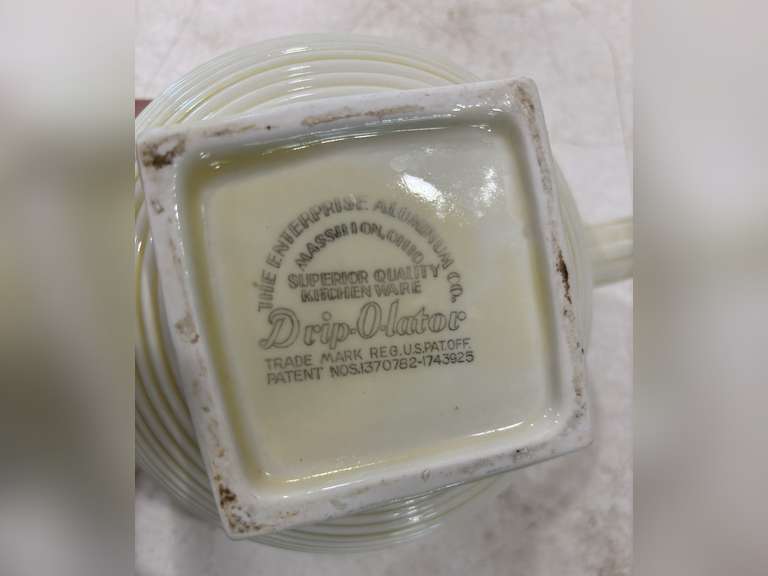 THE ENTERPRISE ALUMINUM CO.
MASSILLON, OHIO
SUPERIOR QUALITY
KITCHEN WARE
Drip-O-lator
TRADE MARK REG. U.S. PAT. OFF.
PATENT NOS. 1370782-1743925